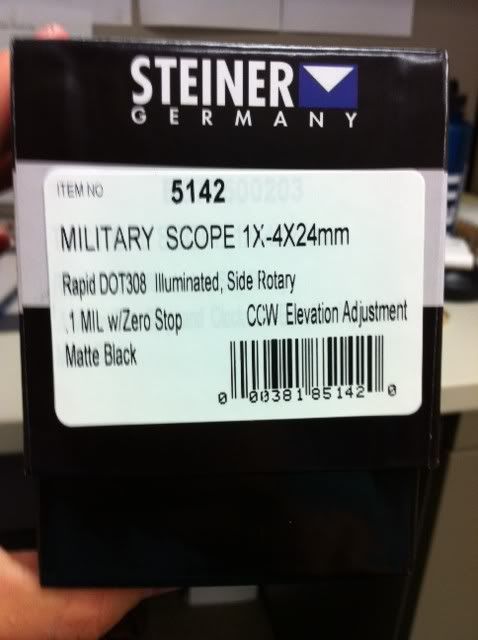 STEINER
GERMANY
ITEM NO 5142
MILITARY SCOPE 1X-4X24mm
Rapid DOT308 Illuminated, Side Rotary
.1 MIL w/Zero Stop CCW Elevation Adjustment
Matte Black
0 00381 85142 0